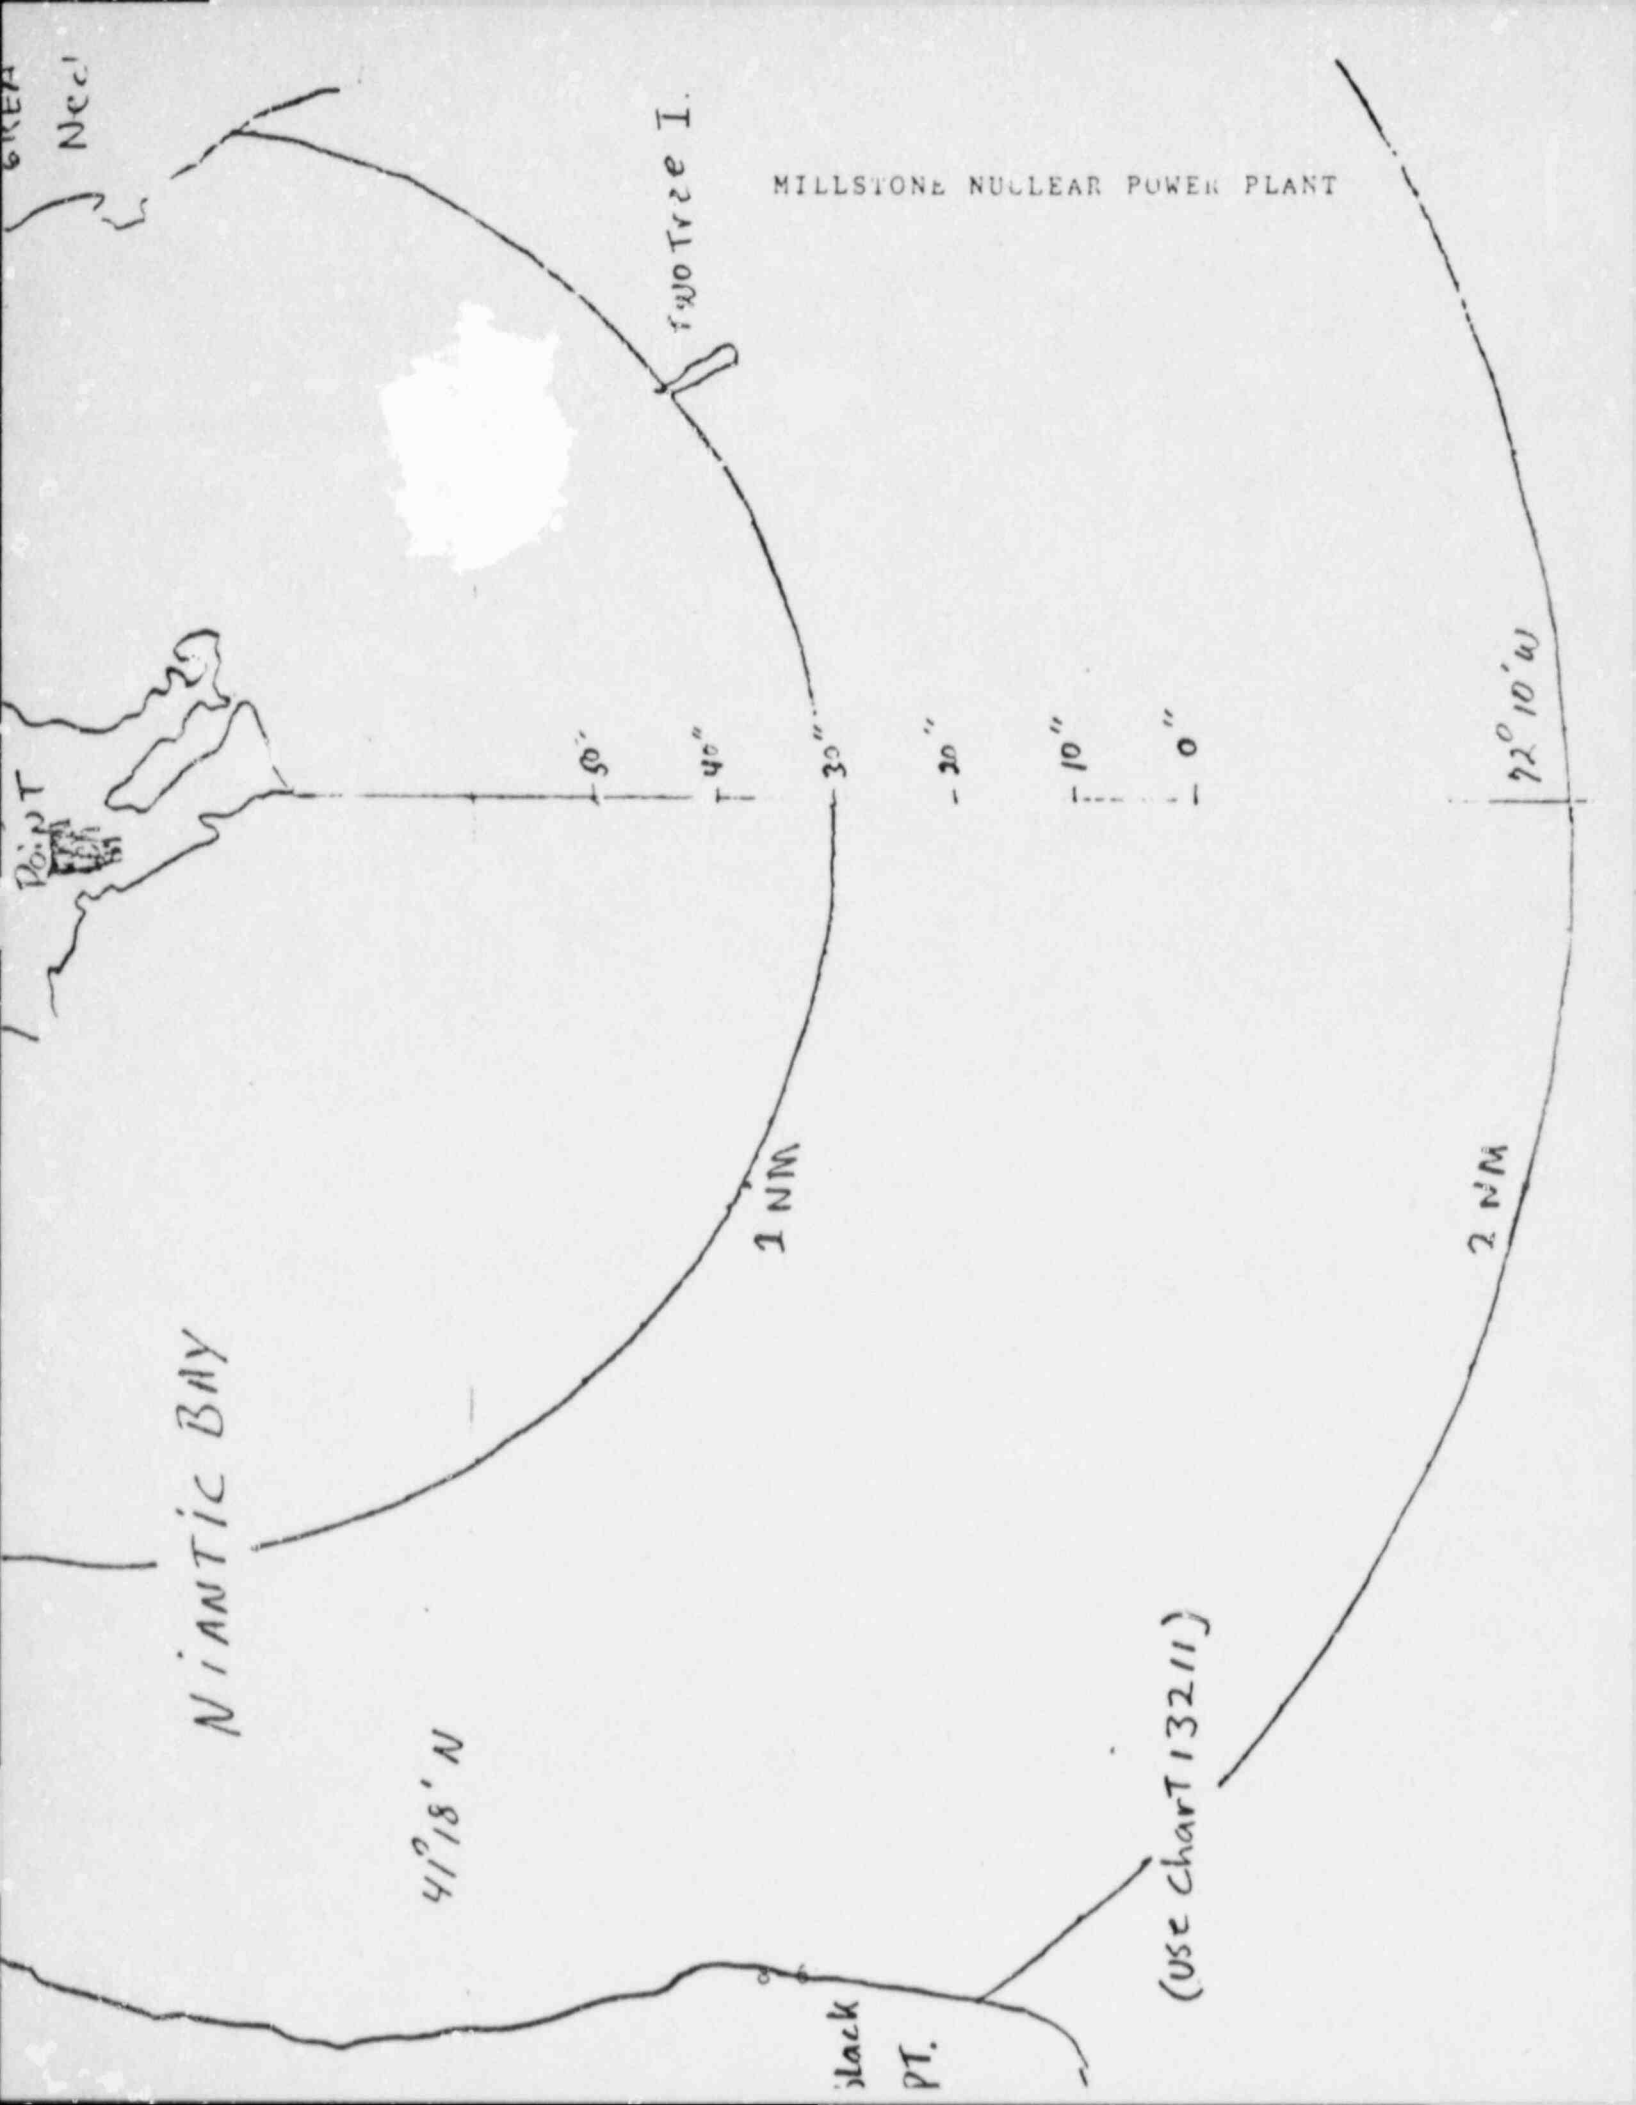 Neck
POINT
Two Tree I.
MILLSTONE NUCLEAR POWER PLANT
50"
40"
30"
20"
10"
0"
72° 10' W
1 NM
2 NM
NIANTIC BAY
41° 18' N
(Use Chart 13211)
Black
PT.